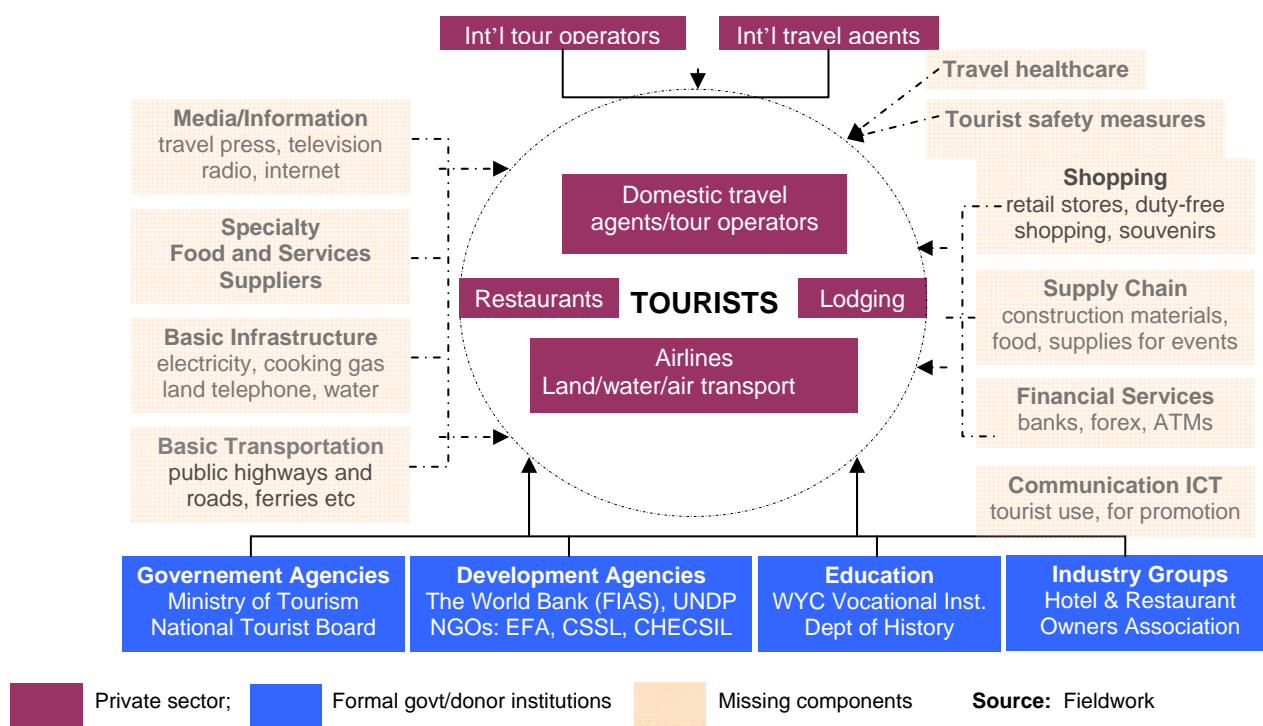 Int'l tour operators
Int'l travel agents
Travel healthcare
Tourist safety measures
Media/Information
travel press, television
radio, internet
Specialty
Food and Services
Suppliers
Basic Infrastructure
electricity, cooking gas
land telephone, water
Basic Transportation
public highways and
roads, ferries etc
Domestic travel
agents/tour operators
Restaurants
TOURISTS
Lodging
Airlines
Land/water/air transport
Shopping
retail stores, duty-free
shopping, souvenirs
Supply Chain
construction materials,
food, supplies for events
Financial Services
banks, forex, ATMs
Communication ICT
tourist use, for promotion
Governement Agencies
Ministry of Tourism
National Tourist Board
Development Agencies
The World Bank (FIAS), UNDP
NGOs: EFA, CSSL, CHECSIL
Education
WYC Vocational Inst.
Dept of History
Industry Groups
Hotel & Restaurant
Owners Association
Private sector;
Formal govt/donor institutions
Missing components
Source: Fieldwork